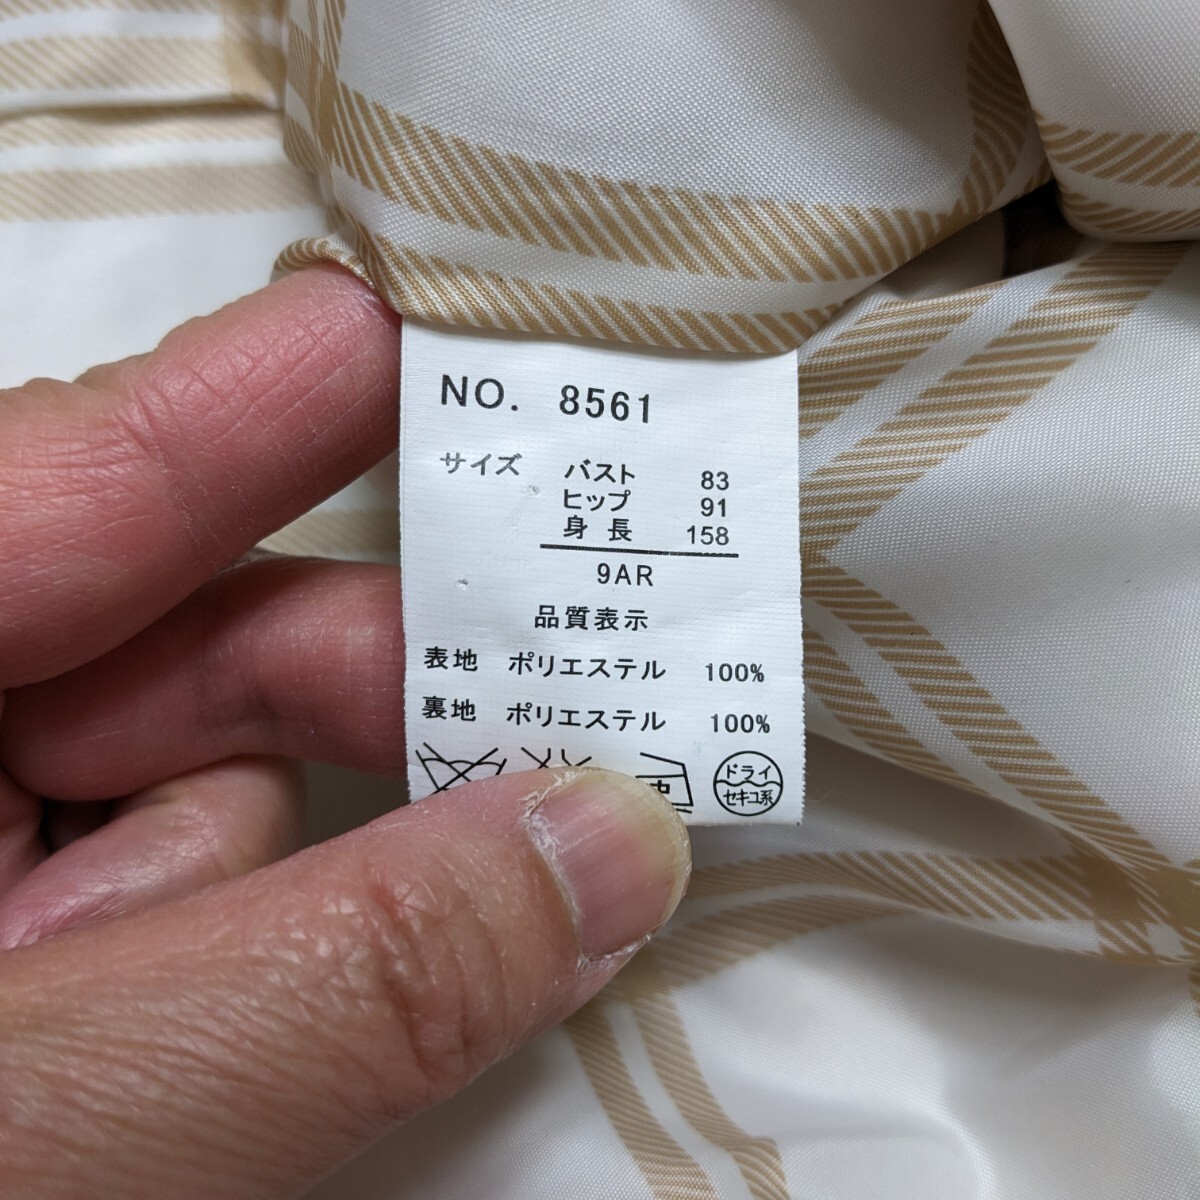 NO. 8561
サイズ バスト 83
ヒップ 91
身長 158
9AR
品質表示
表地 ポリエステル 100%
裏地 ポリエステル 100%
中
ドライ
セキユ系